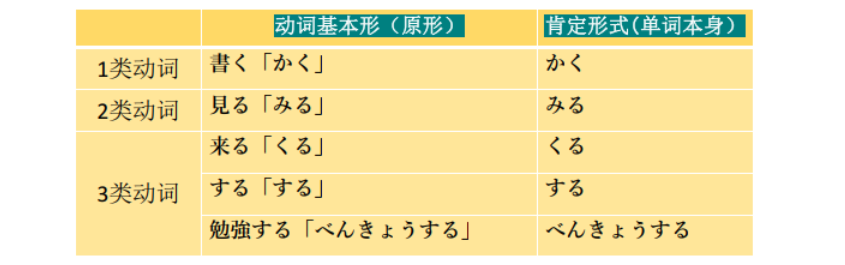 动词基本形（原形） 肯定形式(单词本身)
1类动词 書く「かく」 かく
2类动词 見る「みる」 みる
来る「くる」 くる
3类动词 する「する」 する
勉強する「べんきょうする」 べんきょうする